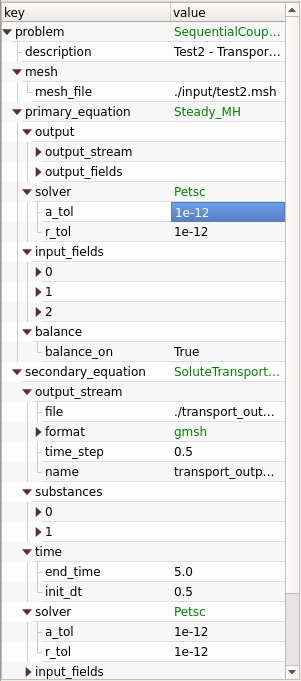 key value
problem SequentialCoup...
description Test2 - Transpor...
mesh
mesh_file ./input/test2.msh
primary_equation Steady_MH
output
output_stream
output_fields
solver Petsc
a_tol 1e-12
r_tol 1e-12
input_fields
0
1
2
balance
balance_on True
secondary_equation SoluteTransport...
output_stream
file ./transport_out...
format gmsh
time_step 0.5
name transport_outp...
substances
0
1
time
end_time 5.0
init_dt 0.5
solver Petsc
a_tol 1e-12
r_tol 1e-12
input_fields